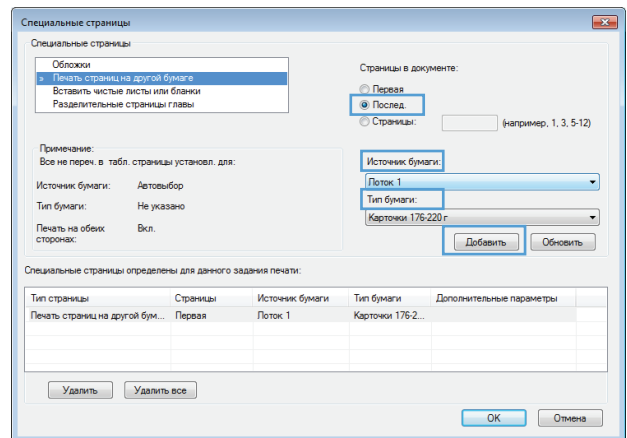 Специальные страницы
Специальные страницы
Обложки
» Печать страниц на другой бумаге
Вставить чистые листы или бланки
Разделительные страницы главы
Страницы в документе:
Первая
Послед.
Страницы:
(например, 1, 3, 5-12)
Примечание:
Все не переч. в табл. страницы установл. для:
Источник бумаги: Автовыбор
Тип бумаги: Не указано
Печать на обеих сторонах: Вкл.
Источник бумаги:
Лоток 1
Тип бумаги:
Карточки 176-220 г
Добавить Обновить
Специальные страницы определены для данного задания печати:
Тип страницы Страницы Источник бумаги Тип бумаги Дополнительные параметры
Печать страниц на другой бум... Первая Лоток 1 Карточки 176-2...
Удалить Удалить все
OK Отмена